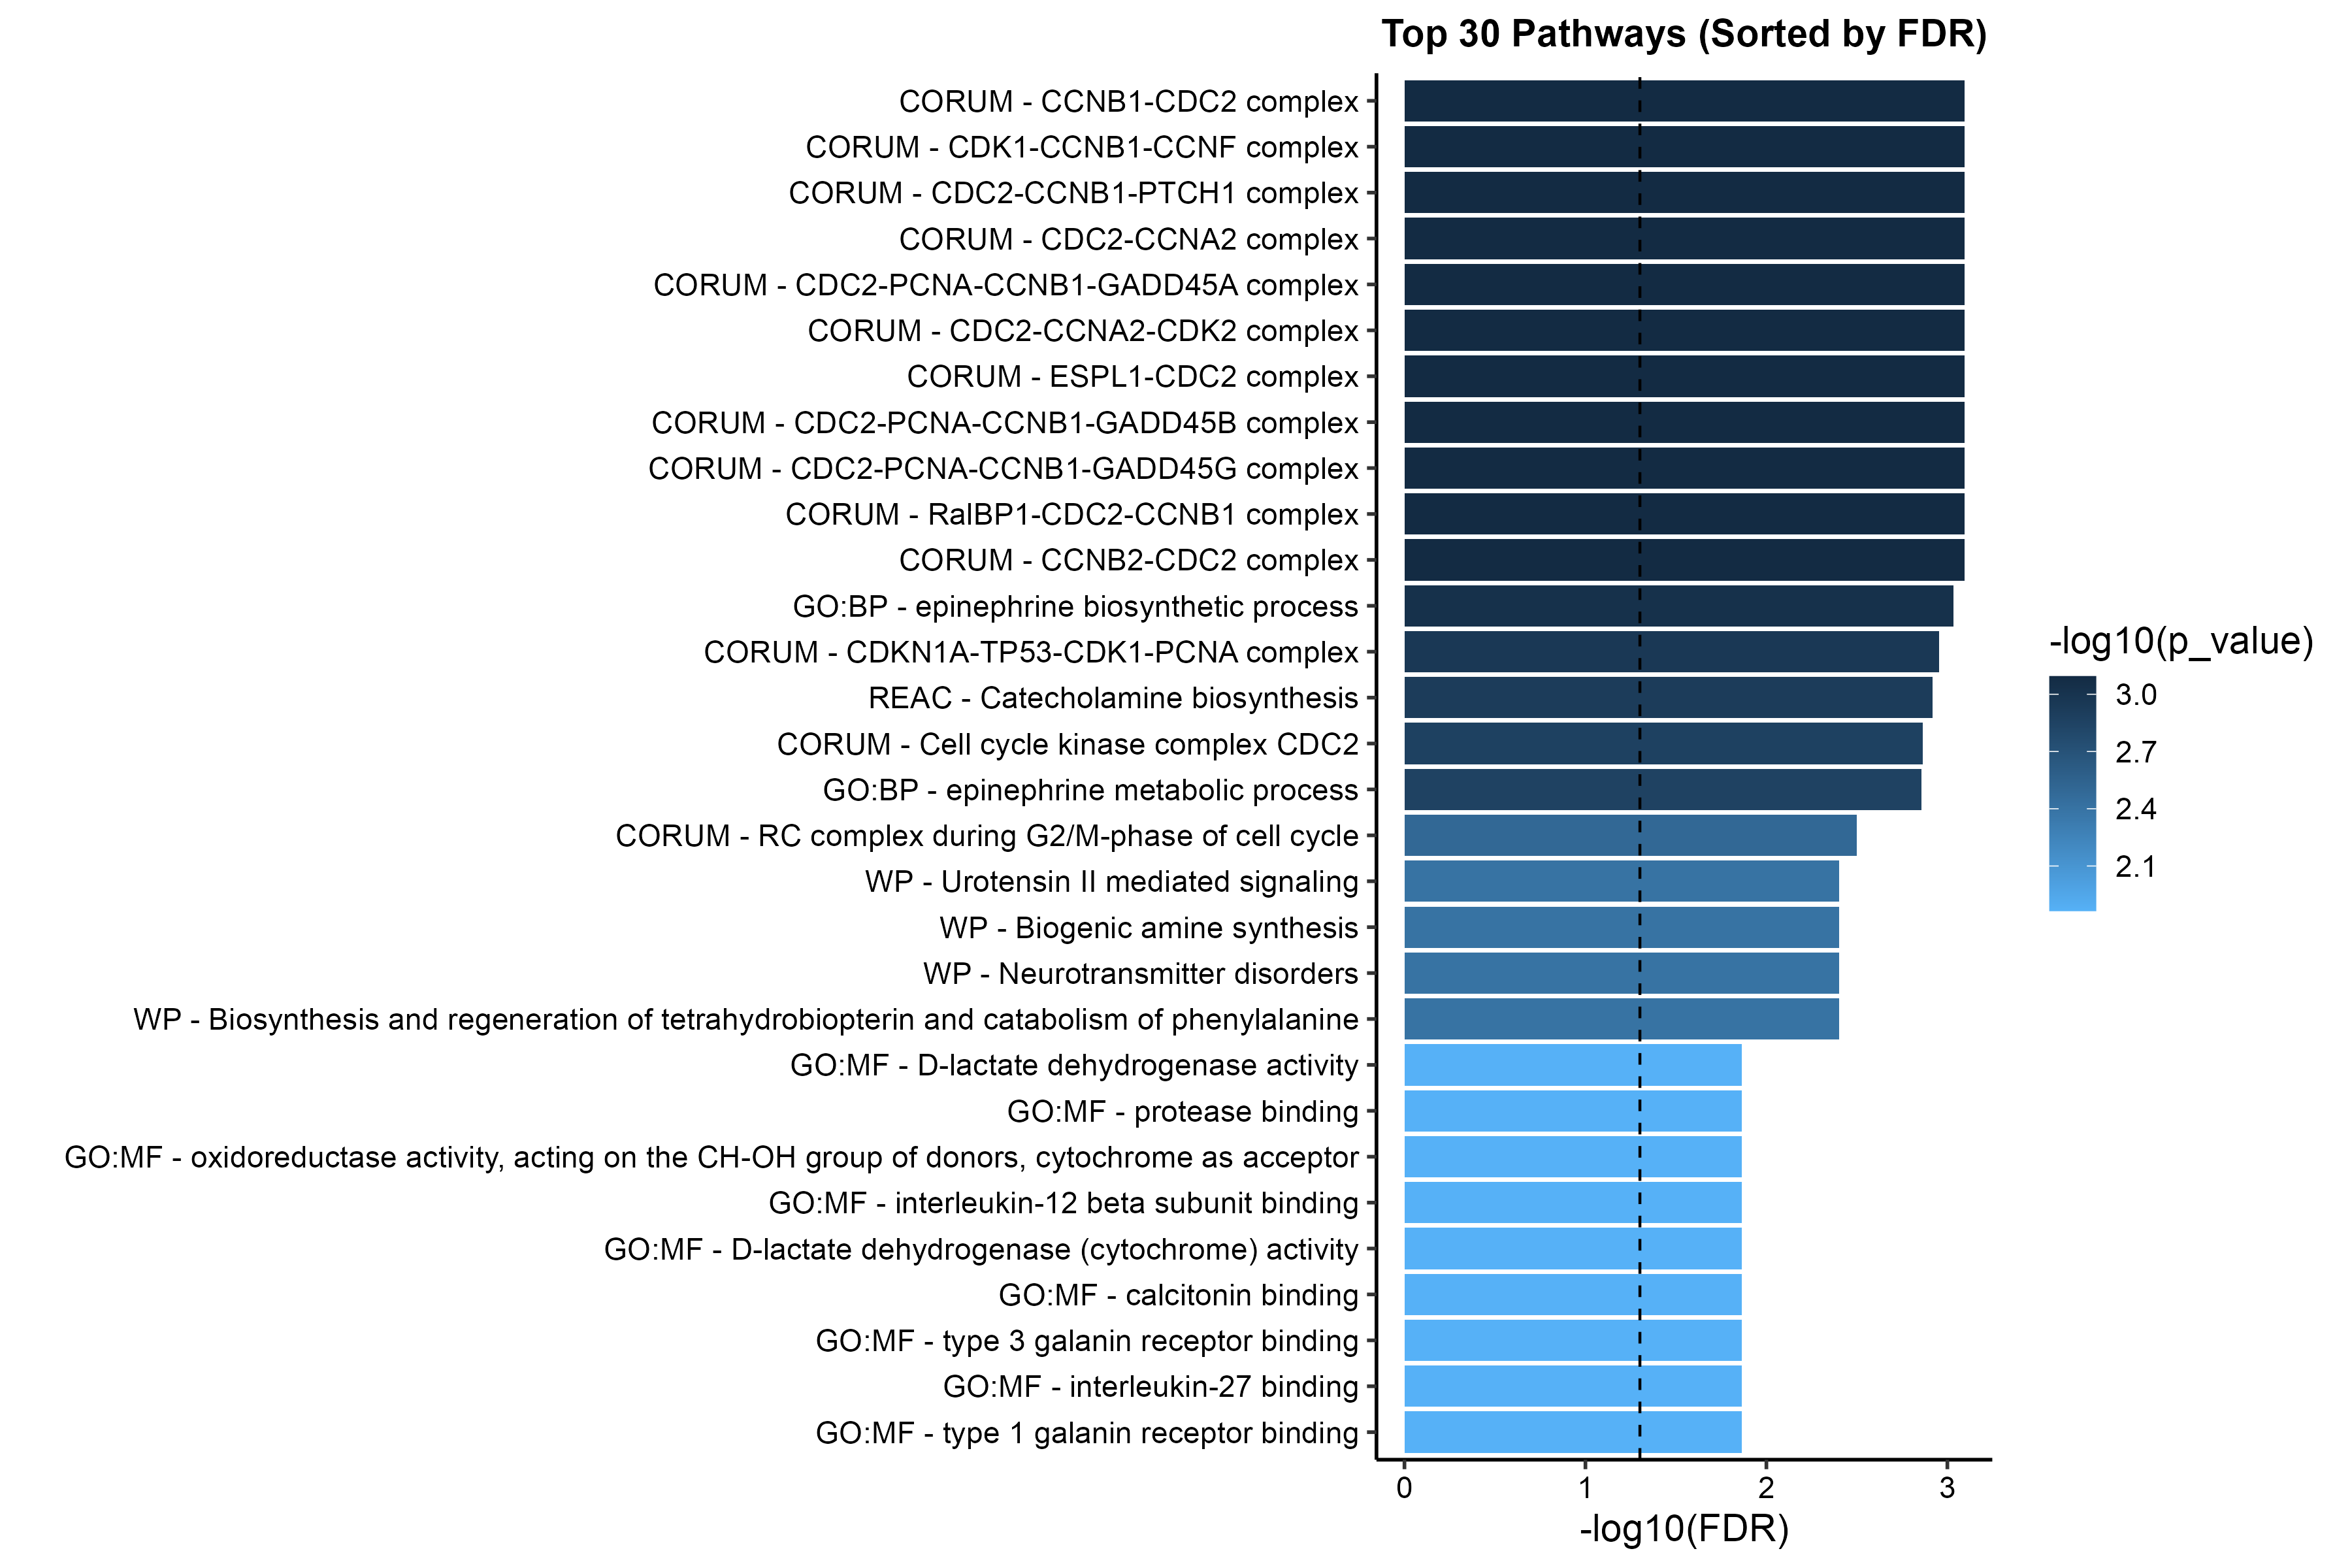 Top 30 Pathways (Sorted by FDR)
CORUM - CCNB1-CDC2 complex
CORUM - CDK1-CCNB1-CCNF complex
CORUM - CDC2-CCNB1-PTCH1 complex
CORUM - CDC2-CCNA2 complex
CORUM - CDC2-PCNA-CCNB1-GADD45A complex
CORUM - CDC2-CCNA2-CDK2 complex
CORUM - ESPL1-CDC2 complex
CORUM - CDC2-PCNA-CCNB1-GADD45B complex
CORUM - CDC2-PCNA-CCNB1-GADD45G complex
CORUM - RalBP1-CDC2-CCNB1 complex
CORUM - CCNB2-CDC2 complex
GO:BP - epinephrine biosynthetic process
CORUM - CDKN1A-TP53-CDK1-PCNA complex
REAC - Catecholamine biosynthesis
CORUM - Cell cycle kinase complex CDC2
GO:BP - epinephrine metabolic process
CORUM - RC complex during G2/M-phase of cell cycle
WP - Urotensin II mediated signaling
WP - Biogenic amine synthesis
WP - Neurotransmitter disorders
WP - Biosynthesis and regeneration of tetrahydrobiopterin and catabolism of phenylalanine
GO:MF - D-lactate dehydrogenase activity
GO:MF - protease binding
GO:MF - oxidoreductase activity, acting on the CH-OH group of donors, cytochrome as acceptor
GO:MF - interleukin-12 beta subunit binding
GO:MF - D-lactate dehydrogenase (cytochrome) activity
GO:MF - calcitonin binding
GO:MF - type 3 galanin receptor binding
GO:MF - interleukin-27 binding
GO:MF - type 1 galanin receptor binding
0 1 2 3
-log10(FDR)
-log10(p_value)
3.0
2.7
2.4
2.1